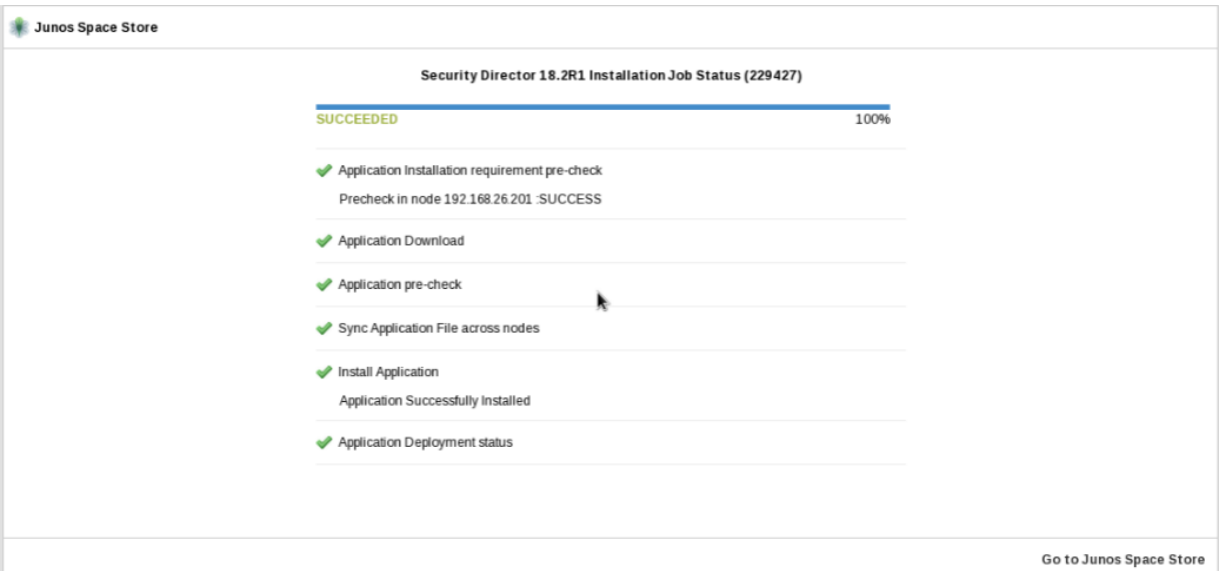 Junos Space Store
Security Director 18.2R1 Installation Job Status (229427)
SUCCEEDED 100%
Application Installation requirement pre-check
Precheck in node 192.168.26.201 :SUCCESS
Application Download
Application pre-check
Sync Application File across nodes
Install Application
Application Successfully Installed
Application Deployment status
Go to Junos Space Store